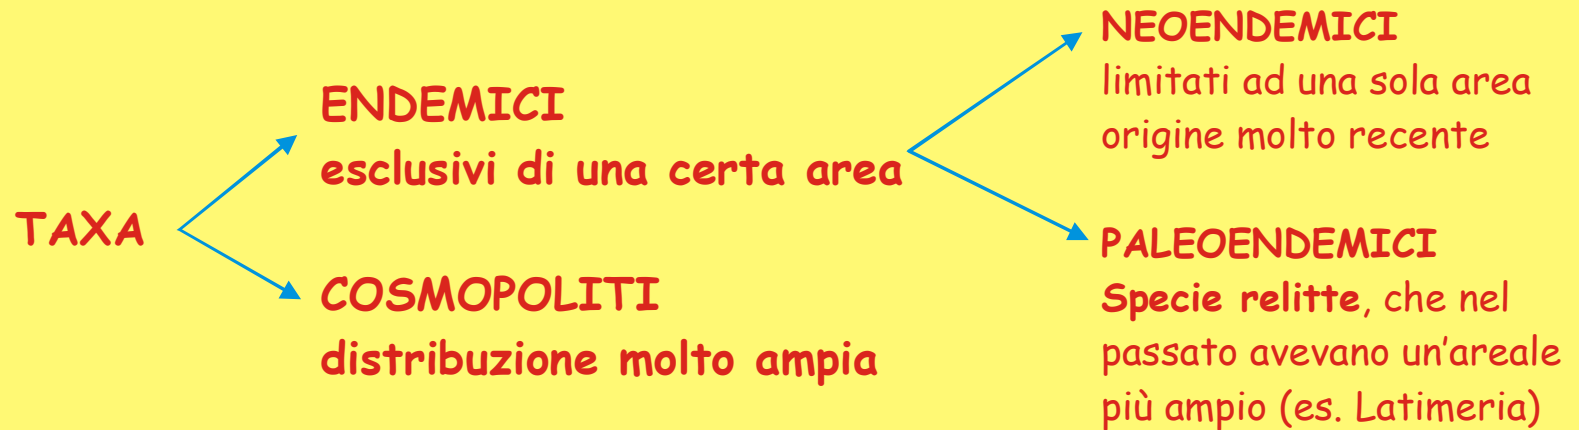 TAXA
ENDEMICI
esclusivi di una certa area
COSMOPOLITI
distribuzione molto ampia
NEOENDEMICI
limitati ad una sola area
origine molto recente
PALEOENDEMICI
Specie relitte, che nel
passato avevano un'areale
più ampio (es. Latimeria)